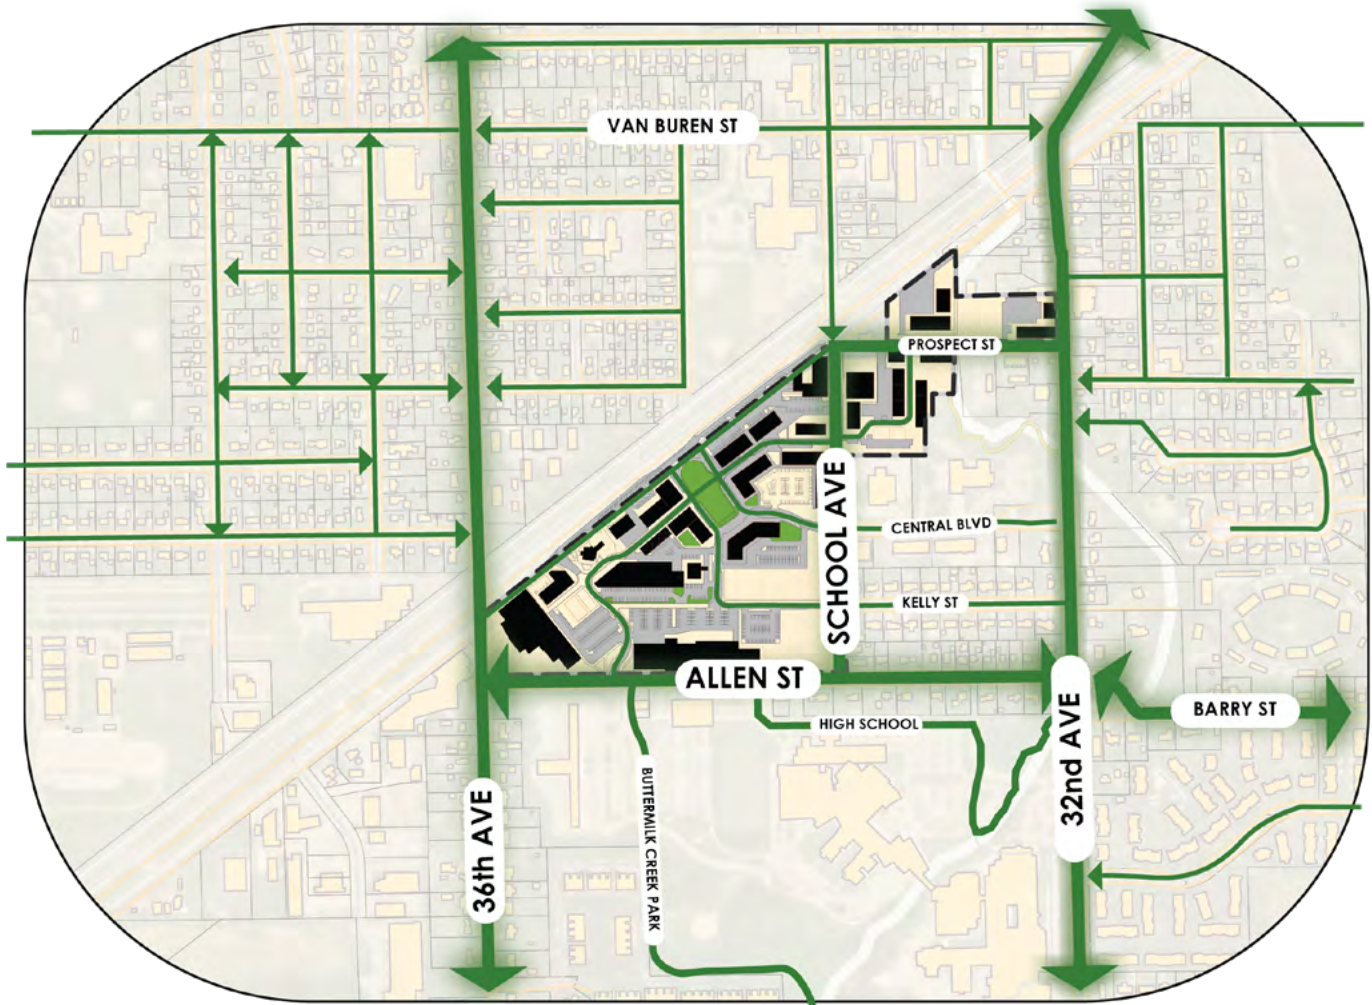 VAN BUREN ST
PROSPECT ST
SCHOOL AVE
CENTRAL BLVD
KELLY ST
ALLEN ST
BARRY ST
HIGH SCHOOL
32nd AVE
36th AVE
BUTTERMILK CREEK PARK